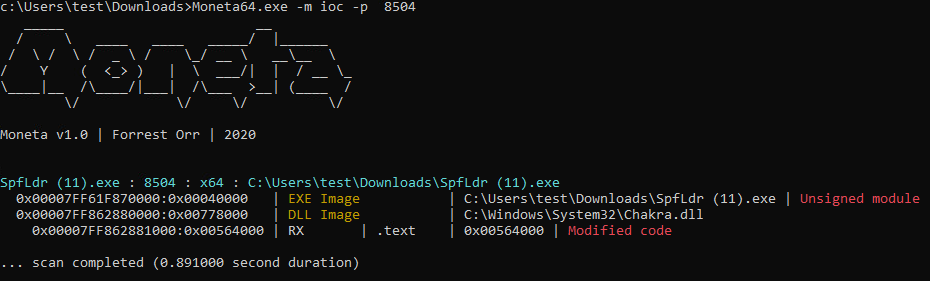 c:\Users\test\Downloads>Moneta64.exe -m ioc -p  8504
Moneta
Moneta v1.0 | Forrest Orr | 2020
SpfLdr (11).exe : 8504 : x64 : C:\Users\test\Downloads\SpfLdr (11).exe
0x00007FF61F870000:0x00040000   | EXE Image           | C:\Users\test\Downloads\SpfLdr (11).exe | Unsigned module
0x00007FF862880000:0x00778000   | DLL Image           | C:\Windows\System32\Chakra.dll
0x00007FF862881000:0x00564000 | RX       | .text    | 0x00564000 | Modified code
... scan completed (0.891000 second duration)